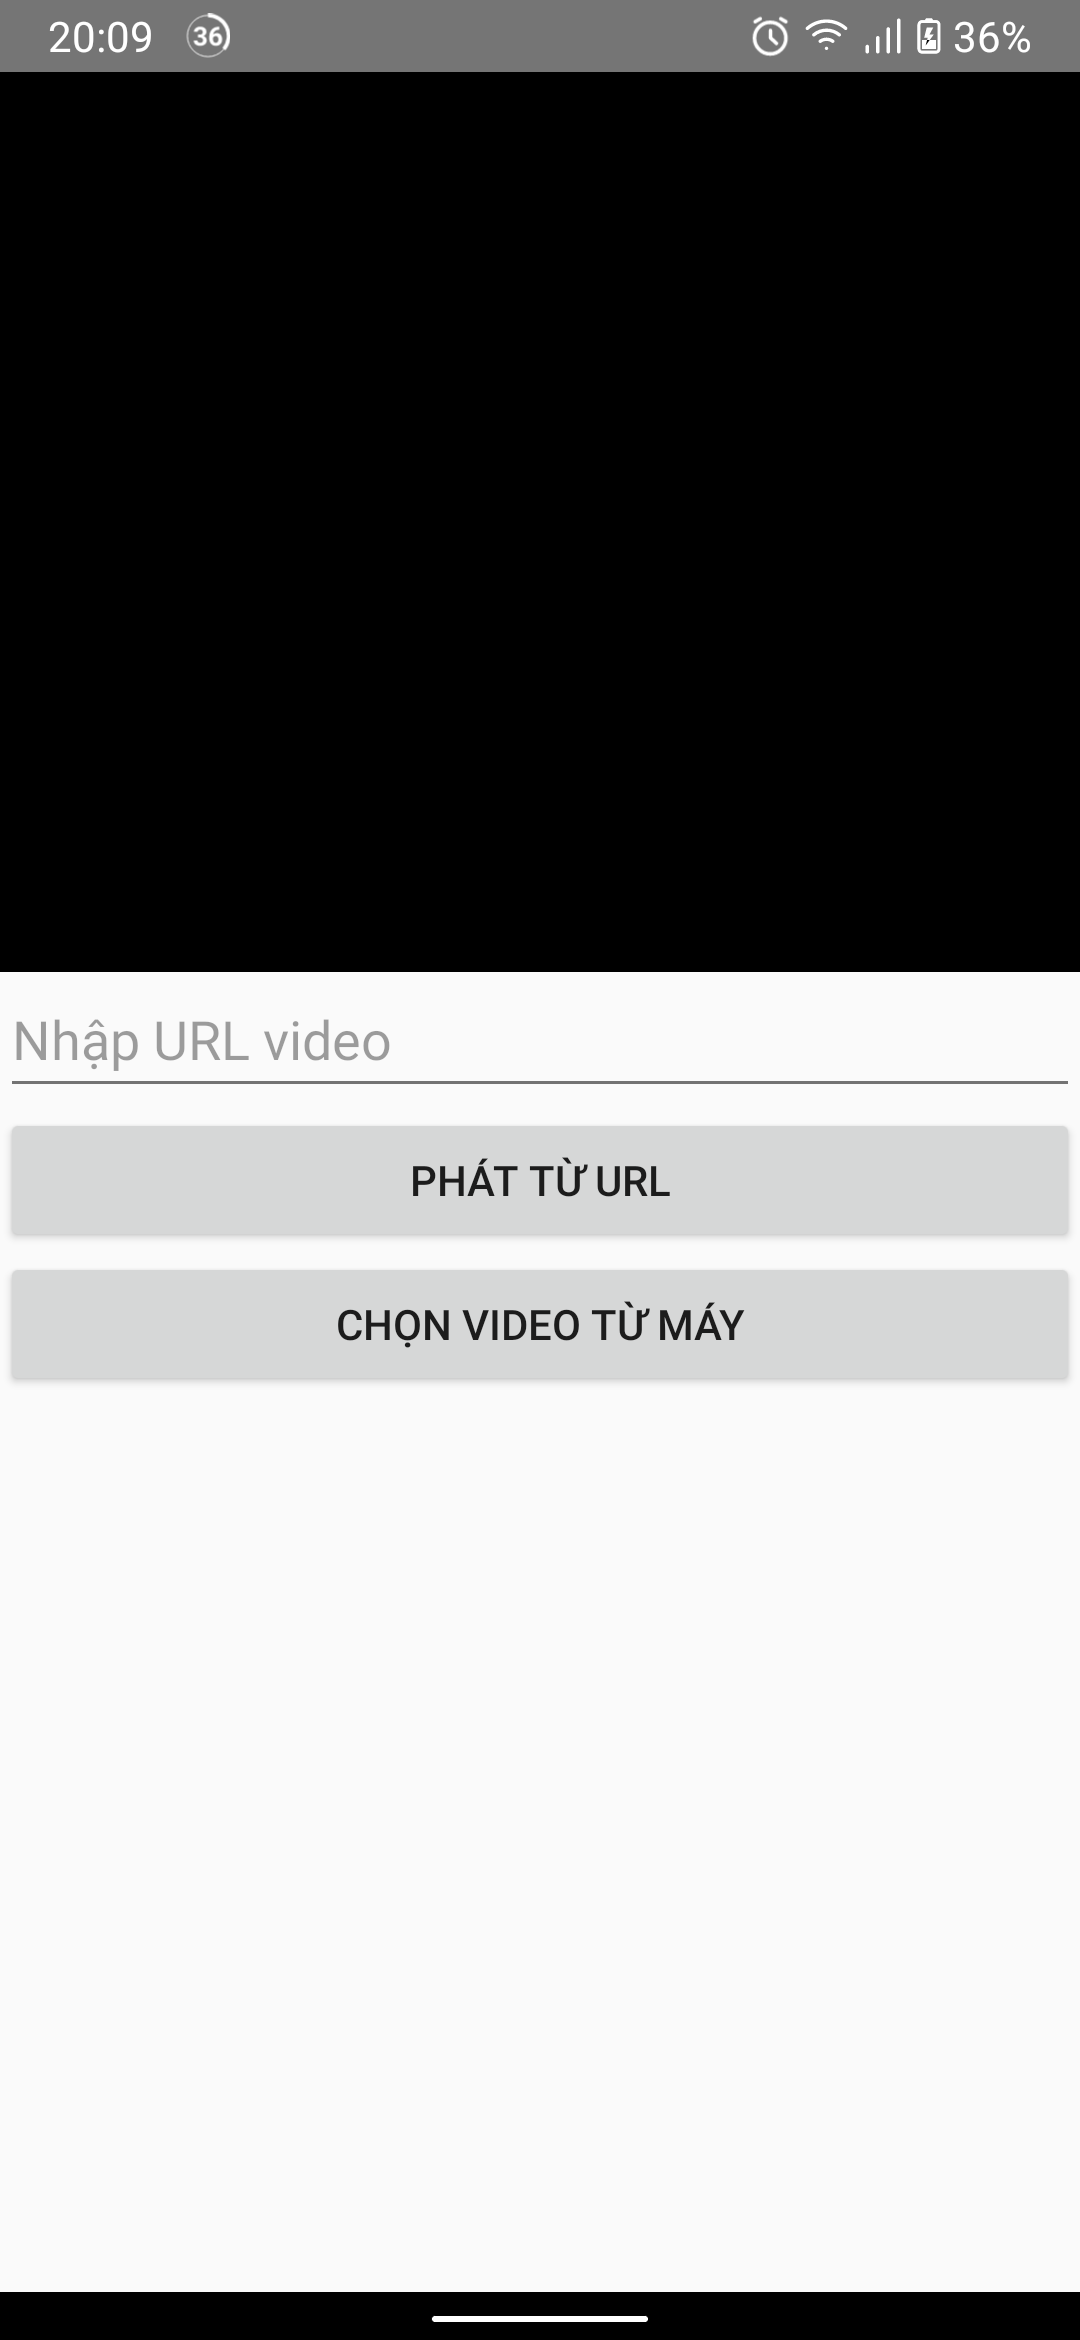 20:09 36 36%
Nhập URL video
PHÁT TỪ URL
CHỌN VIDEO TỪ MÁY